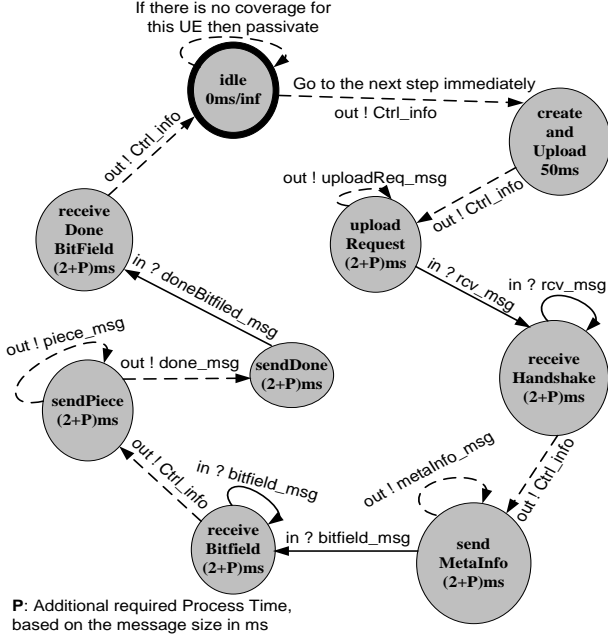 If there is no coverage for
this UE then passivate
idle
0ms/inf
Go to the next step immediately
out ! Ctrl_info
create
and
Upload
50ms
out ! Ctrl_info
out ! uploadReq_msg
upload
Request
(2+P)ms
in ? rcv_msg
in ? rcv_msg
receive
Handshake
(2+P)ms
out ! Ctrl_info
out ! metaInfo_msg
send
MetaInfo
(2+P)ms
in ? bitfield_msg
in ? bitfield_msg
receive
Bitfield
(2+P)ms
out ! Ctrl_info
out ! piece_msg
sendPiece
(2+P)ms
out ! done_msg
sendDone
(2+P)ms
in ? doneBitfiled_msg
receive
Done
BitField
(2+P)ms
out ! Ctrl_info
P: Additional required Process Time,
based on the message size in ms